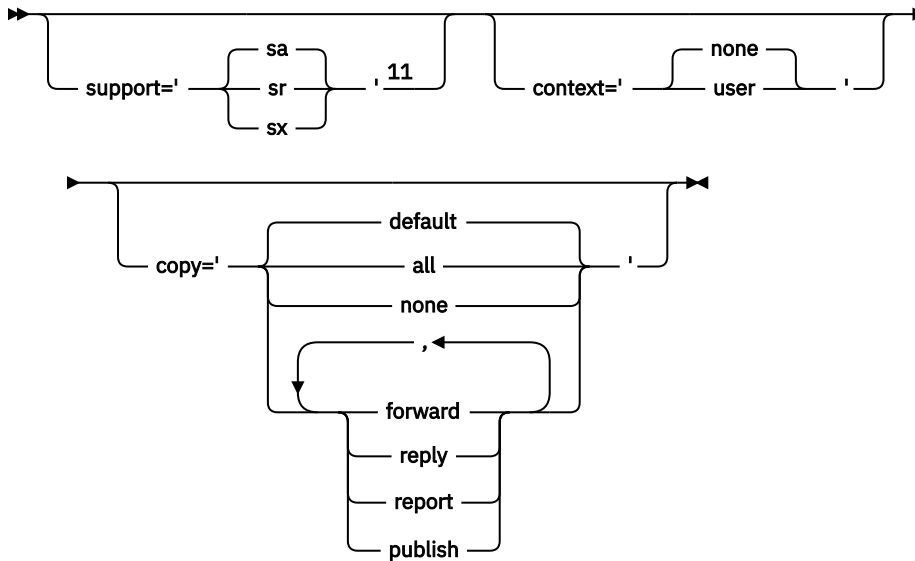 sa none
support=' sr ' 11 context=' user '
sx
default
copy=' all '
none
,
forward
reply
report
publish